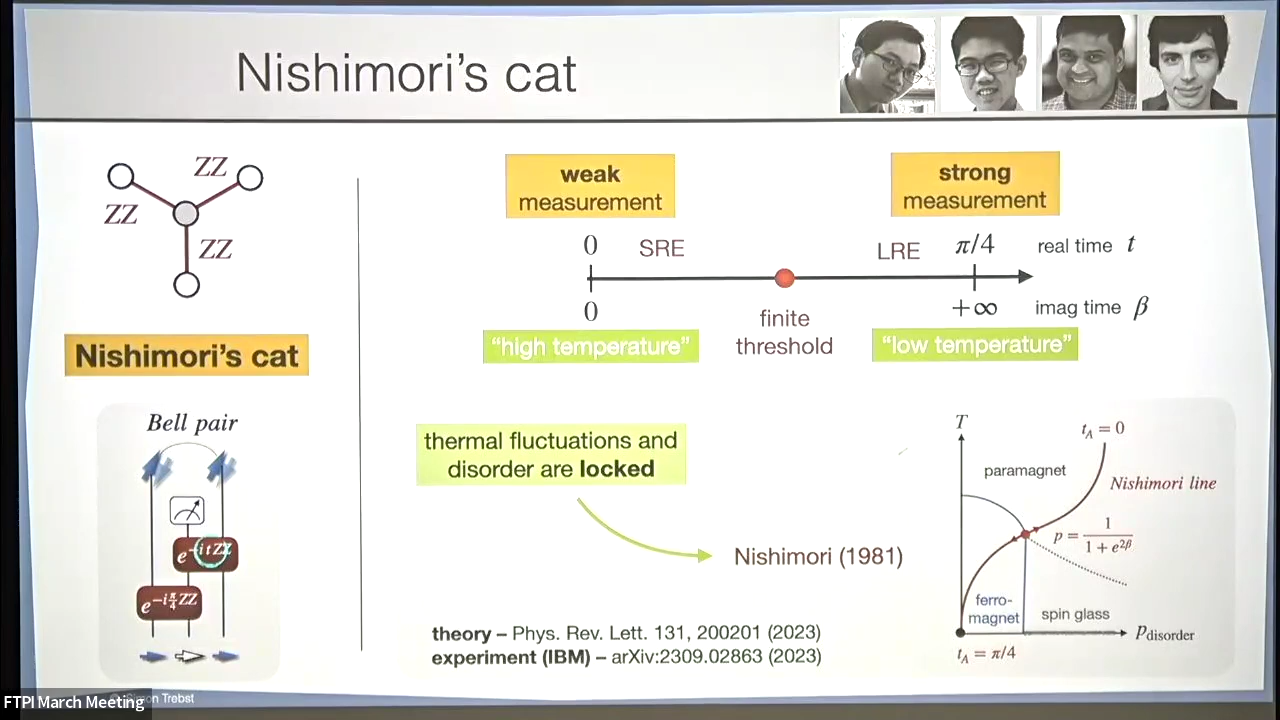 Nishimori's cat
ZZ
ZZ
ZZ
Nishimori's cat
Bell pair
e^{-itZZ}
e^{-i\frac{π}{4}ZZ}
weak
measurement
strong
measurement
0
SRE
LRE
π/4
real time t
0
finite
threshold
+∞
imag time β
"high temperature"
"low temperature"
thermal fluctuations and
disorder are locked
Nishimori (1981)
theory – Phys. Rev. Lett. 131, 200201 (2023)
experiment (IBM) – arXiv:2309.02863 (2023)
T
t_A = 0
paramagnet
Nishimori line
p = \frac{1}{1 + e^{2β}}
ferro-
magnet
spin glass
p_disorder
t_A = π/4
FTPI March Meeting
Simon Trebst